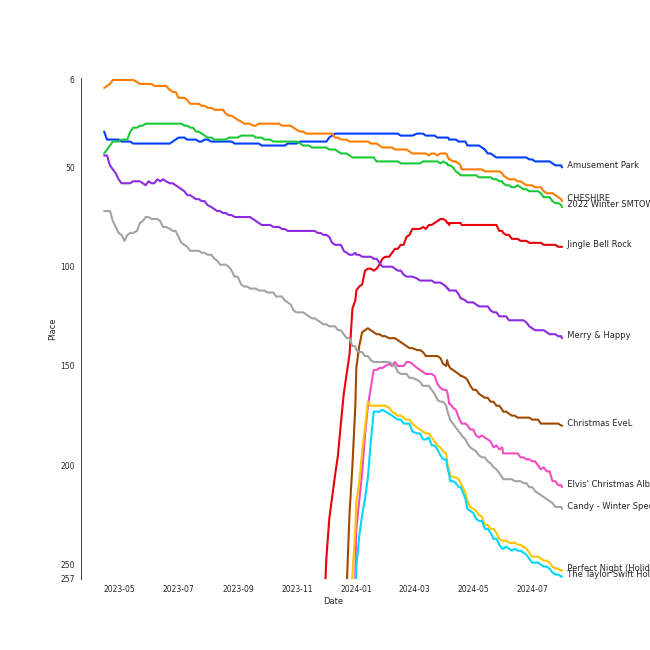 6
50
100
150
200
250
257
Place
2023-05
2023-07
2023-09
2023-11
2024-01
2024-03
2024-05
2024-07
Date
Amusement Park
CHESHIRE
2022 Winter SMTOW
Jingle Bell Rock
Merry & Happy
Christmas EveL
Elvis' Christmas Alb
Candy - Winter Spec
Perfect Night (Holid
The Taylor Swift Hol